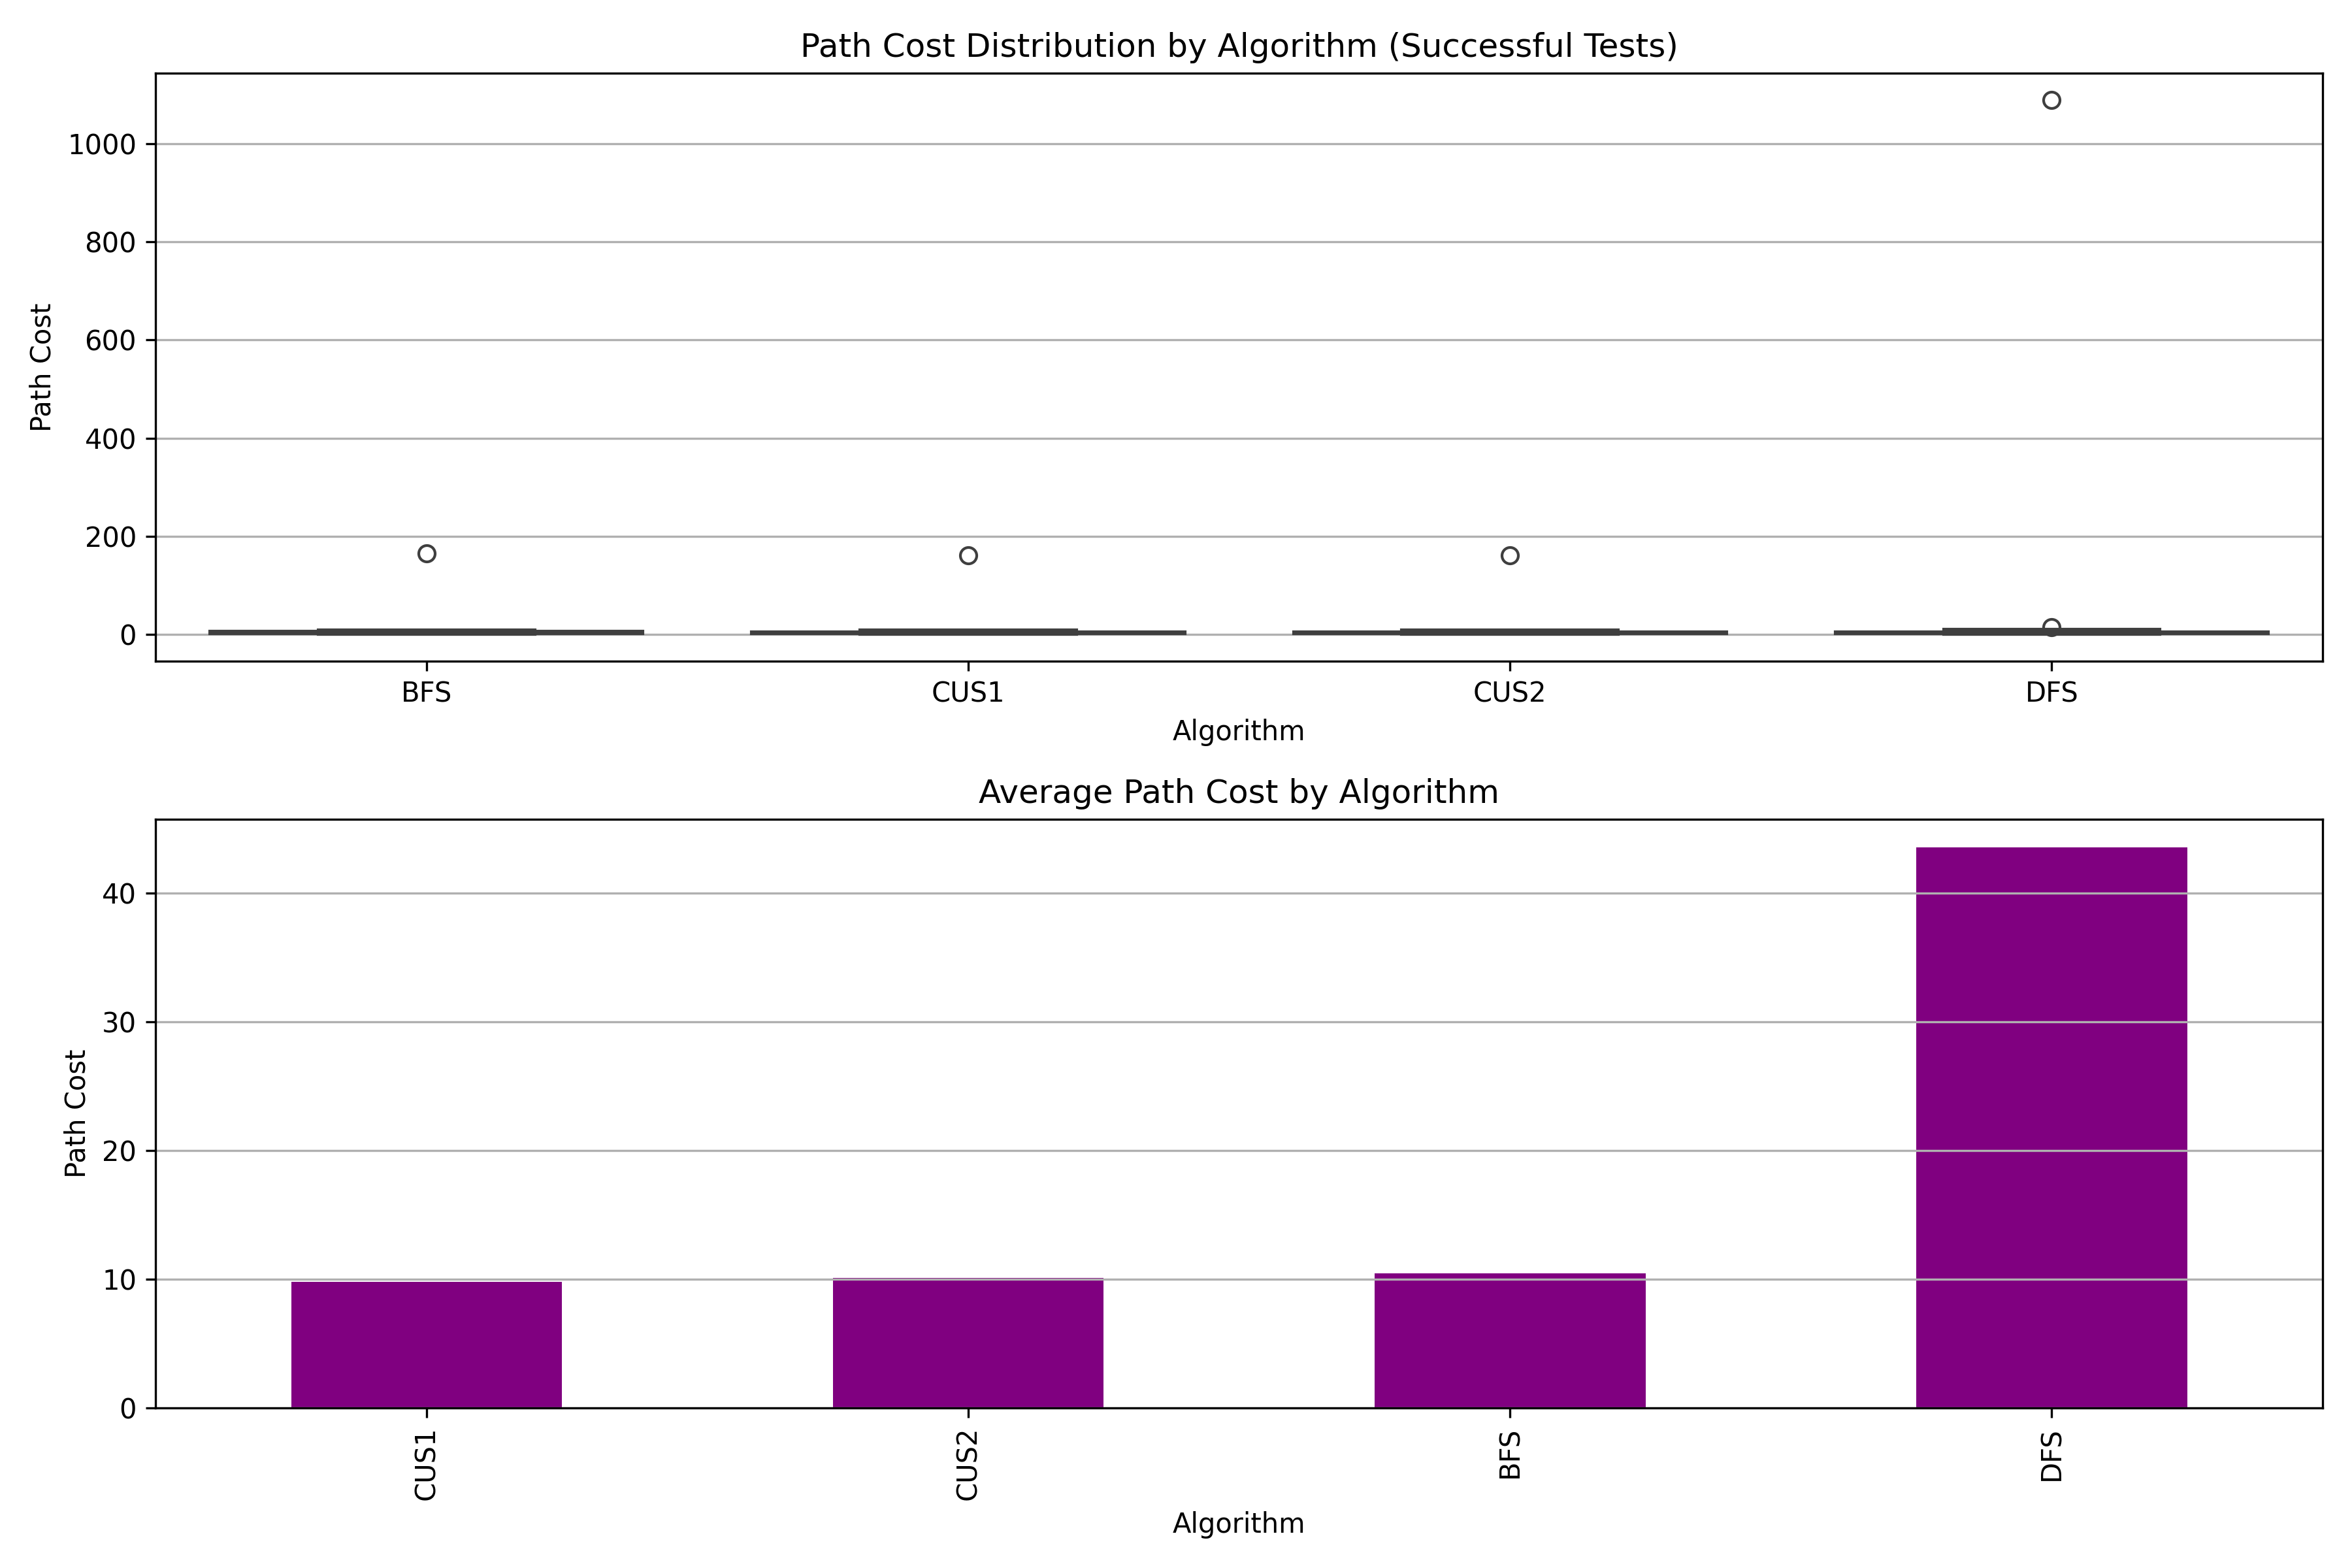 Path Cost Distribution by Algorithm (Successful Tests)
Path Cost
1000
800
600
400
200
0
BFS CUS1 CUS2 DFS
Algorithm
Average Path Cost by Algorithm
Path Cost
40
30
20
10
0
CUS1 CUS2 BFS DFS
Algorithm